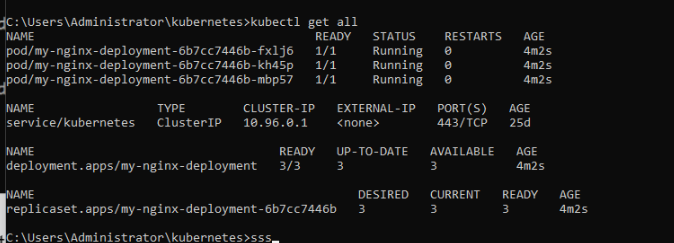 C:\Users\Administrator\kubernetes>kubectl get all
NAME READY STATUS RESTARTS AGE
pod/my-nginx-deployment-6b7cc7446b-fxlj6 1/1 Running 0 4m2s
pod/my-nginx-deployment-6b7cc7446b-kh45p 1/1 Running 0 4m2s
pod/my-nginx-deployment-6b7cc7446b-mbp57 1/1 Running 0 4m2s
NAME TYPE CLUSTER-IP EXTERNAL-IP PORT(S) AGE
service/kubernetes ClusterIP 10.96.0.1 <none> 443/TCP 25d
NAME READY UP-TO-DATE AVAILABLE AGE
deployment.apps/my-nginx-deployment 3/3 3 3 4m2s
NAME DESIRED CURRENT READY AGE
replicaset.apps/my-nginx-deployment-6b7cc7446b 3 3 3 4m2s
C:\Users\Administrator\kubernetes>sss